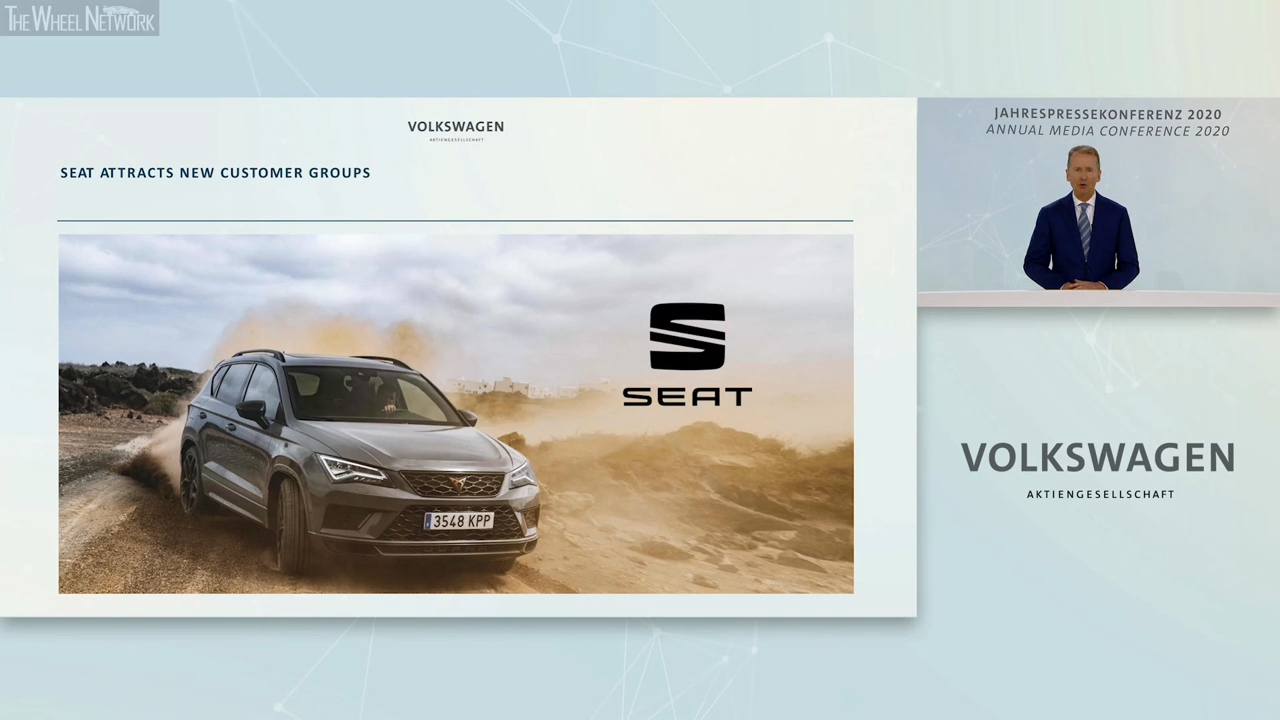 THE WHEEL NETWORK
VOLKSWAGEN
AKTIENGESELLSCHAFT
SEAT ATTRACTS NEW CUSTOMER GROUPS
SEAT
3548 KPP
JAHRESPRESSEKONFERENZ 2020
ANNUAL MEDIA CONFERENCE 2020
VOLKSWAGEN
AKTIENGESELLSCHAFT